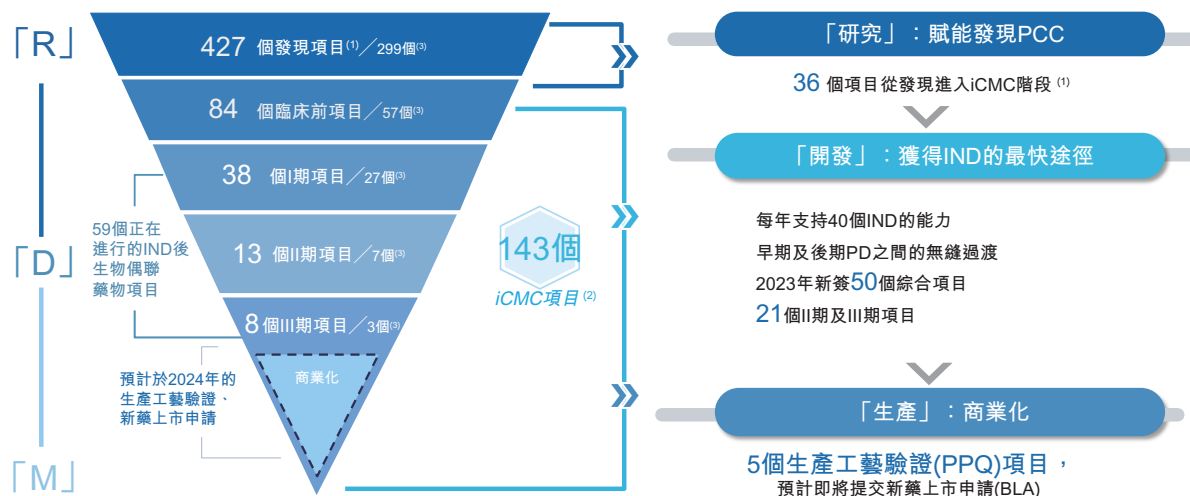 「R」
「D」
「M」
427 個發現項目(1)／299個(3)
84 個臨床前項目／57個(3)
38 個I期項目／27個(3)
13 個II期項目／7個(3)
8個III期項目／3個(3)
商業化
59個正在
進行的IND後
生物偶聯
藥物項目
預計於2024年的
生產工藝驗證、
新藥上市申請
143個
iCMC項目(2)
「研究」：賦能發現PCC
36 個項目從發現進入iCMC階段(1)
「開發」：獲得IND的最快途徑
每年支持40個IND的能力
早期及後期PD之間的無縫過渡
2023年新簽50個綜合項目
21個II期及III期項目
「生產」：商業化
5個生產工藝驗證(PPQ)項目，
預計即將提交新藥上市申請(BLA)